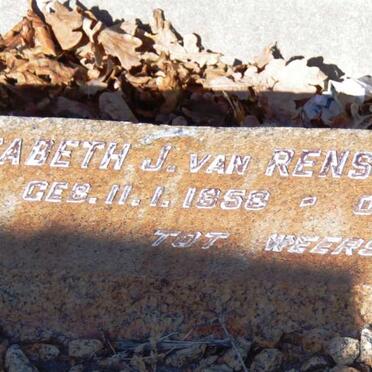 ABETH J. VAN RENS
GEB. 11. 1. 1858 -
TOT WEERS